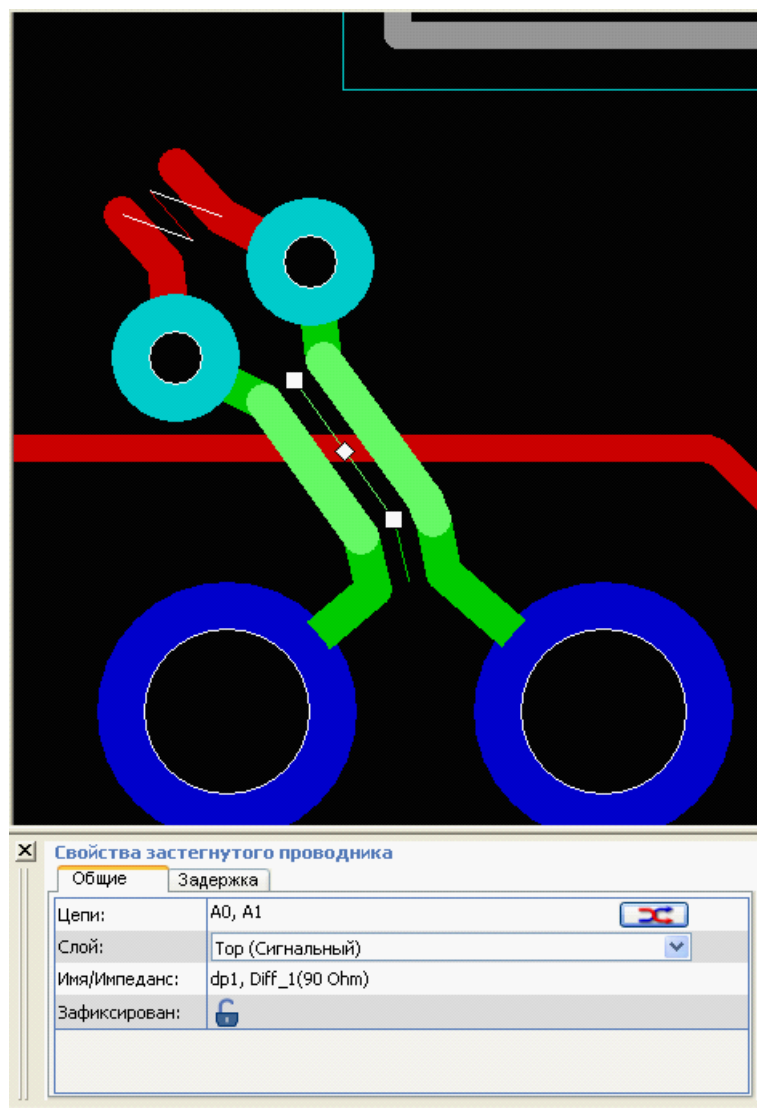 Свойства застегнутого проводника
Общие
Задержка
Цепи: A0, A1
Слой: Top (Сигнальный)
Имя/Импеданс: dp1, Diff_1(90 Ohm)
Зафиксирован: